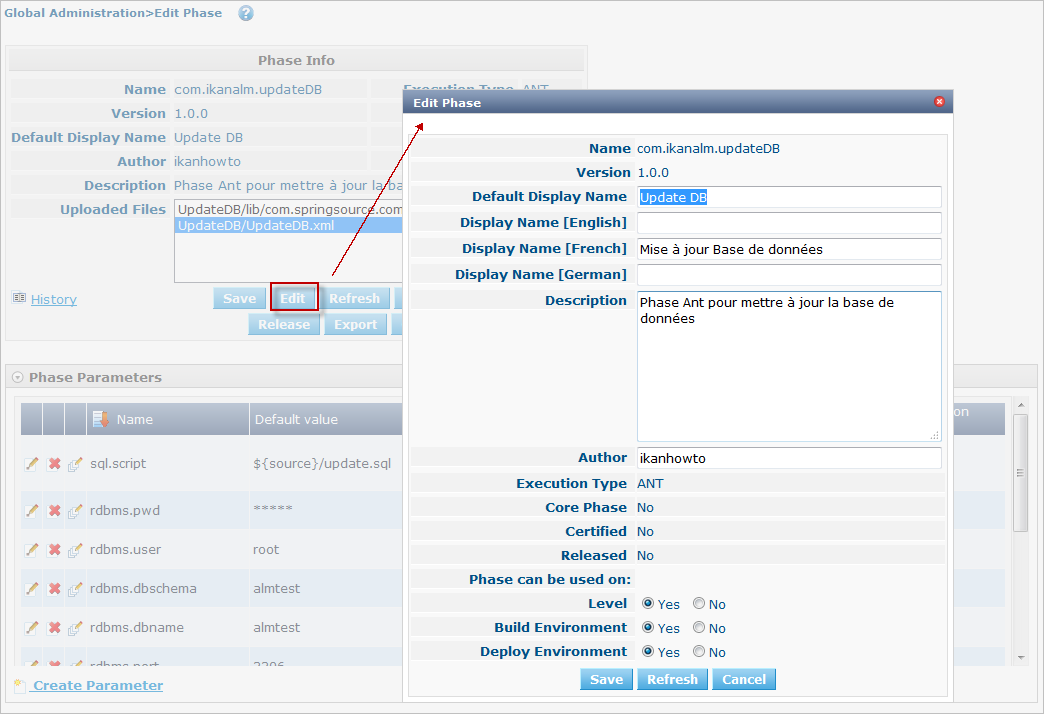 Global Administration>Edit Phase ?
Phase Info
Name com.ikanalm.updateDB Execution Type ANT
Version 1.0.0
Default Display Name Update DB
Author ikanhowto
Description Phase Ant pour mettre à jour la ba
Uploaded Files UpdateDB/lib/com.springsource.com
UpdateDB/UpdateDB.xml
History Save Edit Refresh
Release Export
Phase Parameters
Name Default value on
sql.script ${source}/update.sql
rdbms.pwd *****
rdbms.user root
rdbms.dbschema almtest
rdbms.dbname almtest
rdbms.port
Create Parameter
Edit Phase
Name com.ikanalm.updateDB
Version 1.0.0
Default Display Name Update DB
Display Name [English]
Display Name [French] Mise à jour Base de données
Display Name [German]
Description Phase Ant pour mettre à jour la base de
données
Author ikanhowto
Execution Type ANT
Core Phase No
Certified No
Released No
Phase can be used on:
Level Yes No
Build Environment Yes No
Deploy Environment Yes No
Save Refresh Cancel